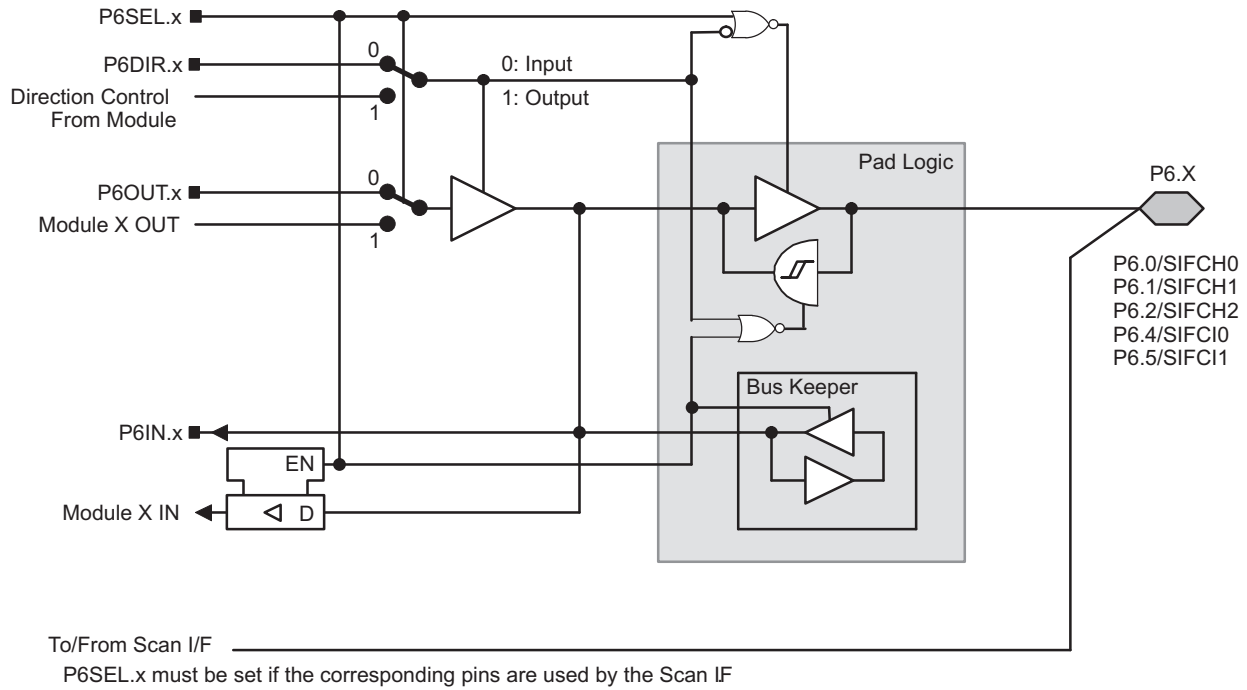 P6SEL.x
P6DIR.x
0
0: Input
Direction Control
From Module
1
1: Output
Pad Logic
P6.X
P6OUT.x
0
Module X OUT
1
P6.0/SIFCH0
P6.1/SIFCH1
P6.2/SIFCH2
P6.4/SIFCI0
P6.5/SIFCI1
Bus Keeper
P6IN.x
EN
Module X IN
D
To/From Scan I/F
P6SEL.x must be set if the corresponding pins are used by the Scan I/F